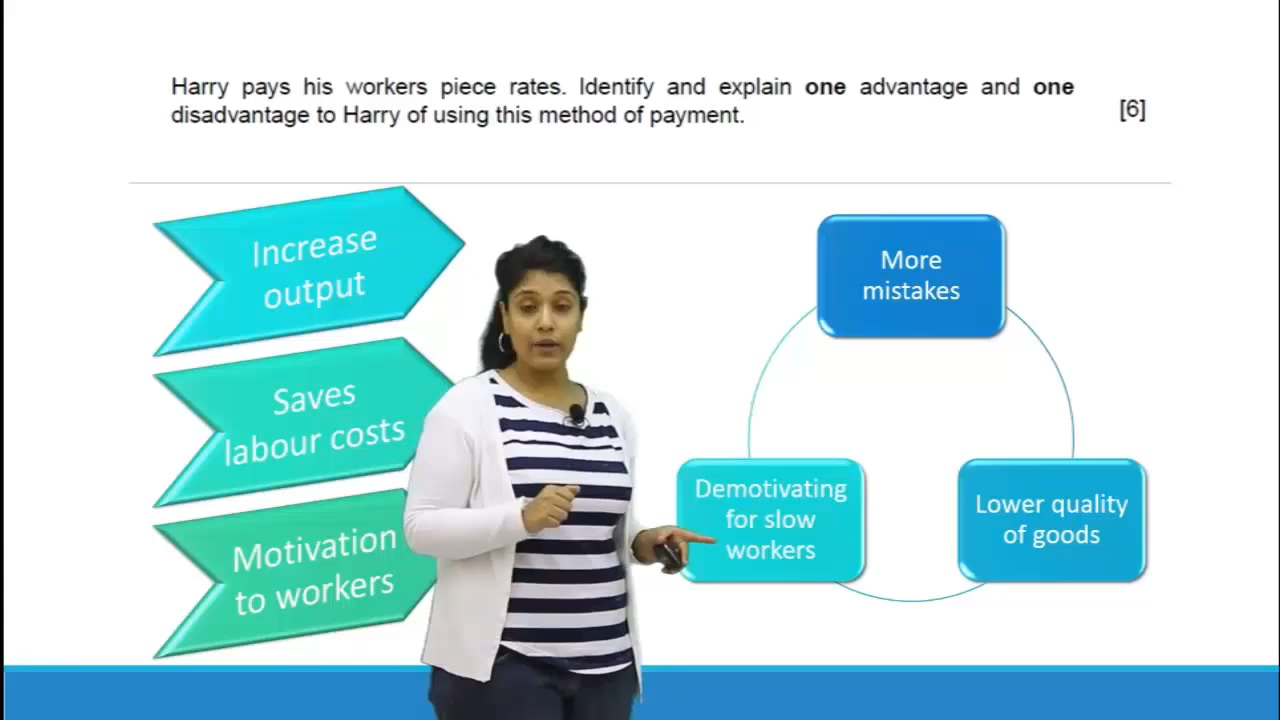 Harry pays his workers piece rates. Identify and explain one advantage and one
disadvantage to Harry of using this method of payment.
[6]
Increase
output
Saves
labour costs
Motivation
to workers
More
mistakes
Demotivating
for slow
workers
Lower quality
of goods